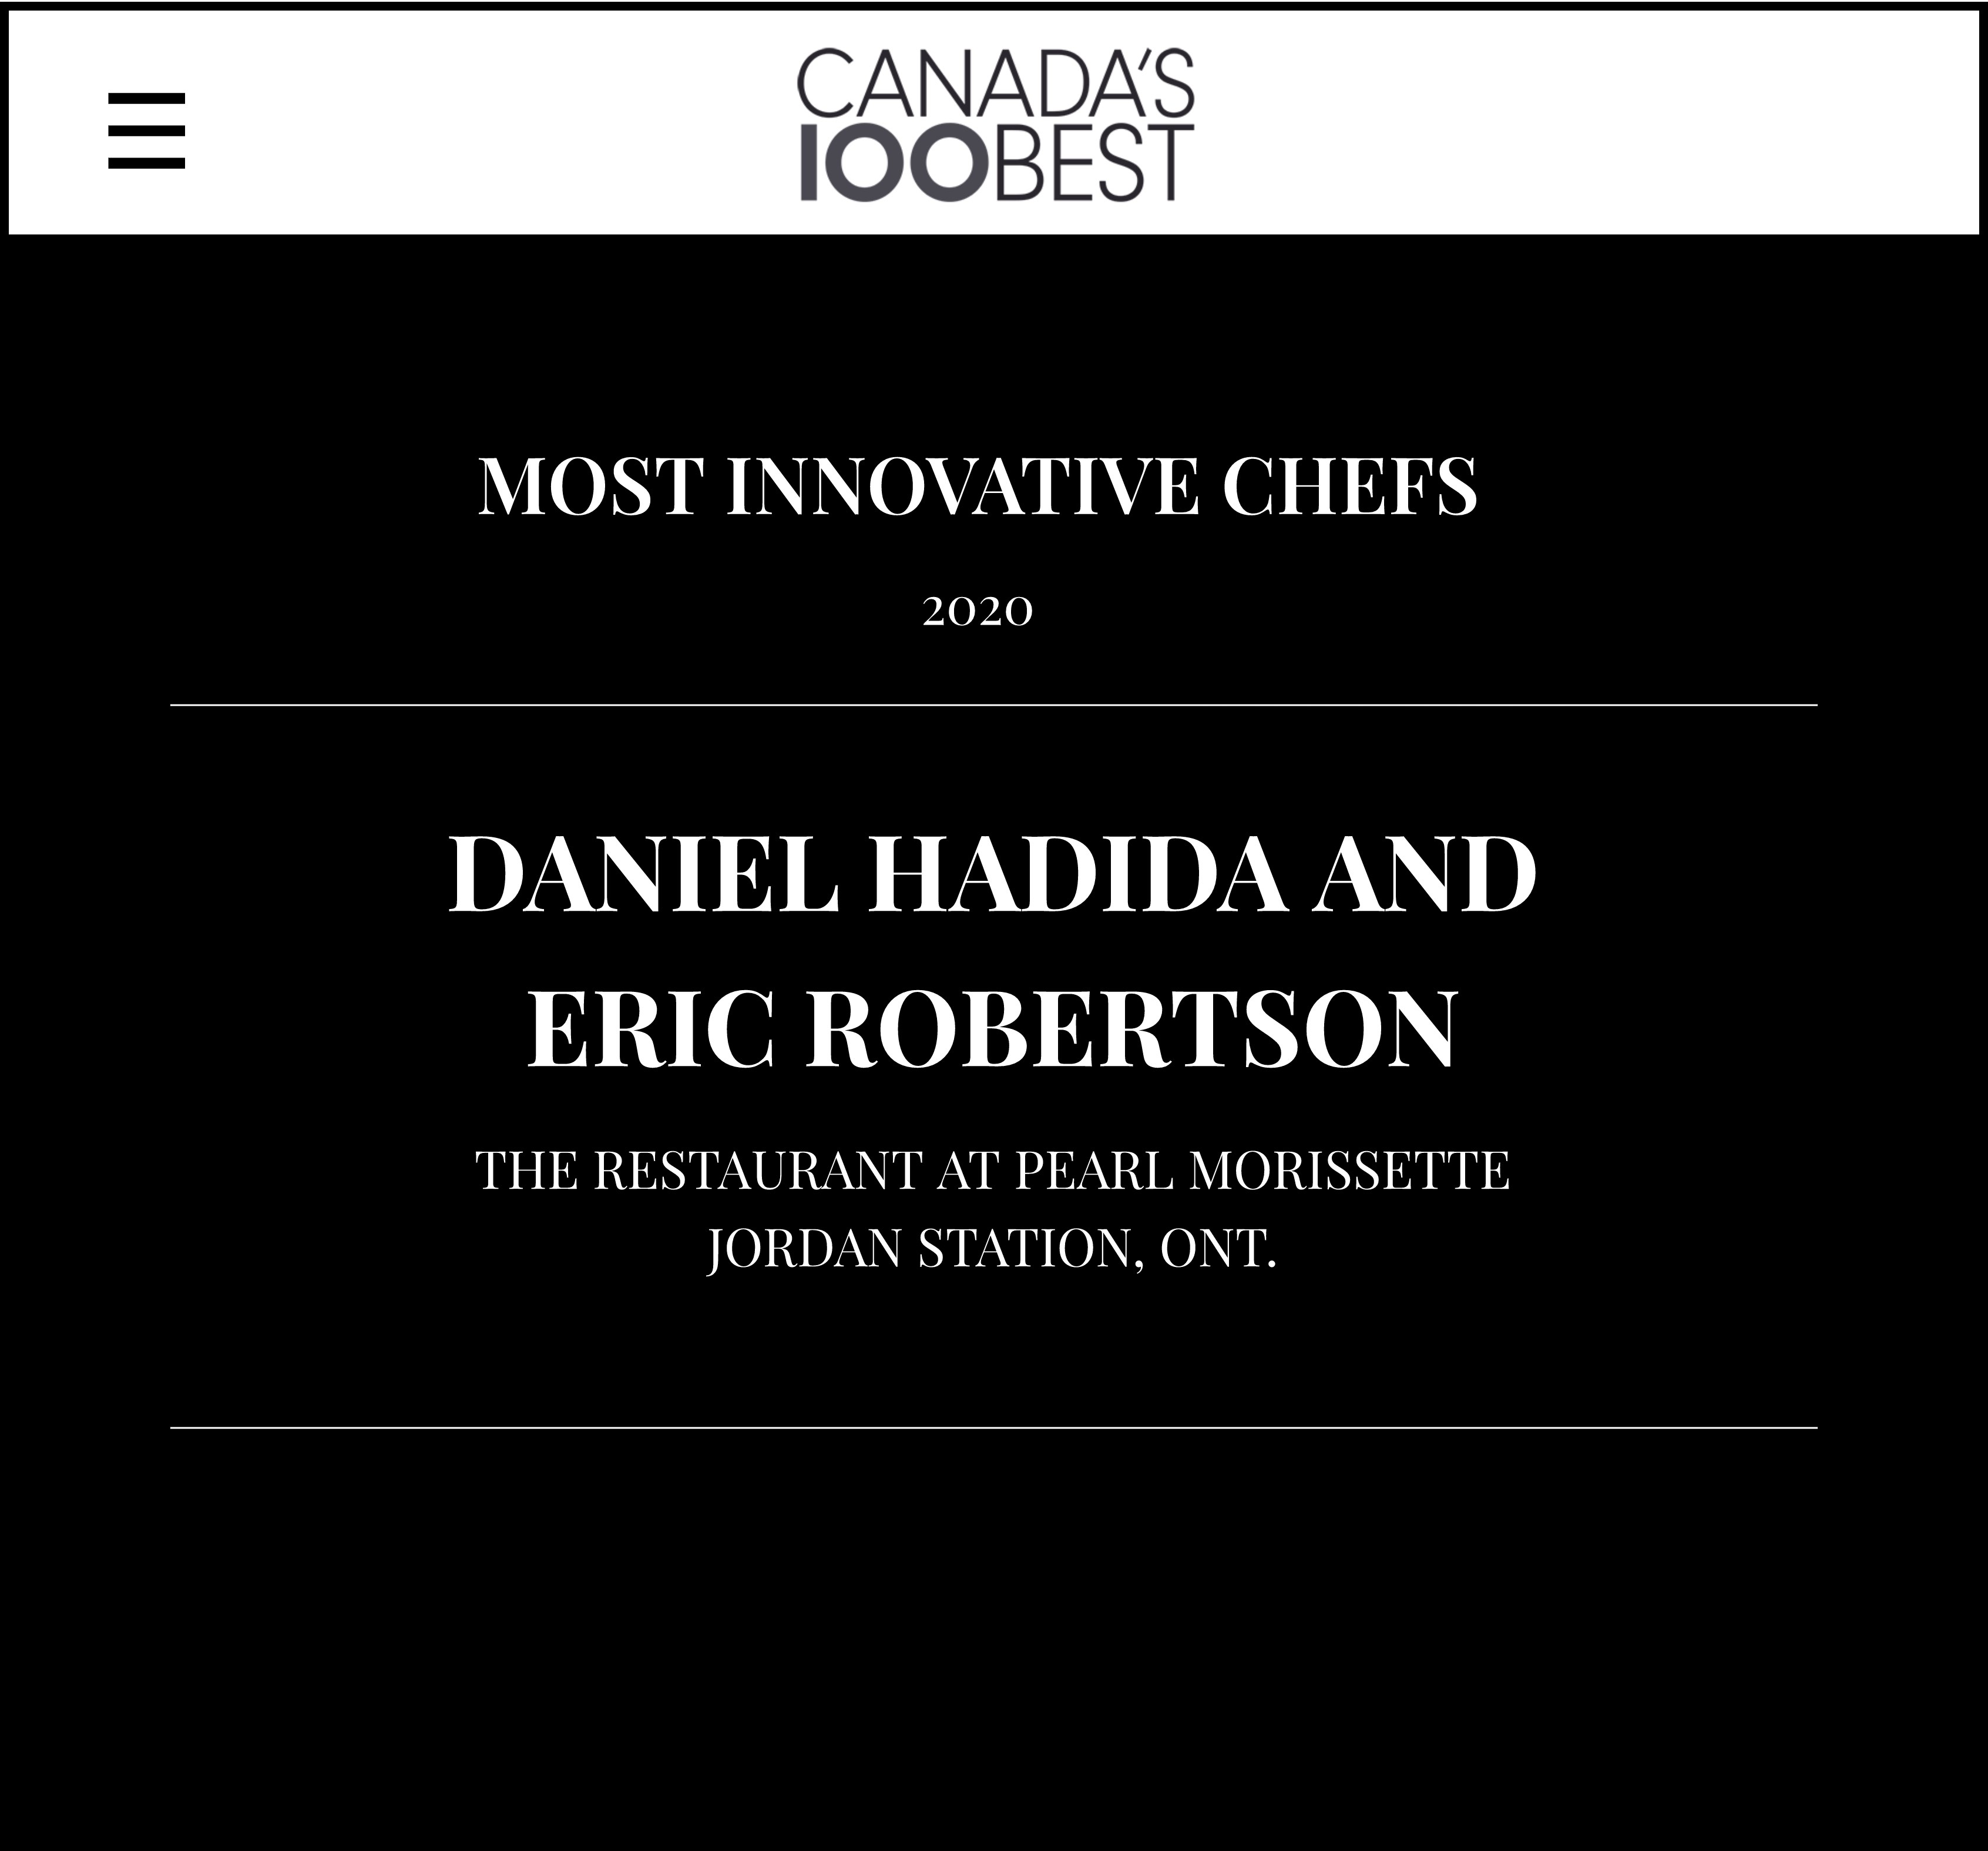 CANADA'S
100BEST
MOST INNOVATIVE CHEFS
2020
DANIEL HADIDA AND
ERIC ROBERTSON
THE RESTAURANT AT PEARL MORISSETTE
JORDAN STATION, ONT.